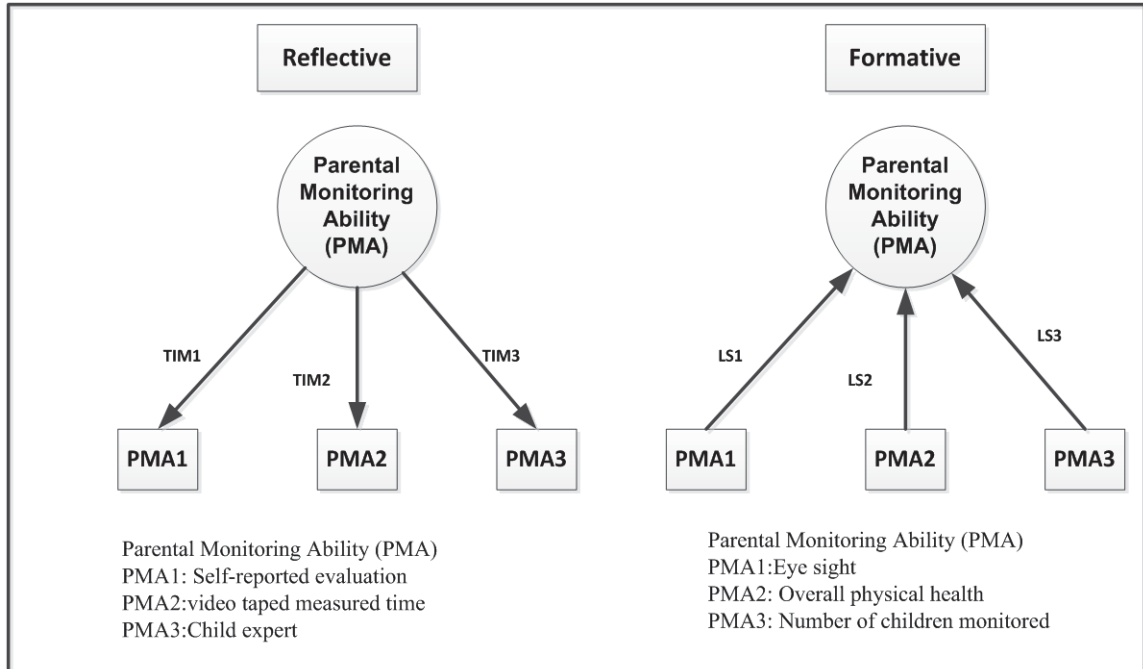 Reflective
Parental
Monitoring
Ability
(PMA)
TIM1
TIM2
TIM3
PMA1
PMA2
PMA3
Parental Monitoring Ability (PMA)
PMA1: Self-reported evaluation
PMA2:video taped measured time
PMA3:Child expert
Formative
Parental
Monitoring
Ability
(PMA)
LS1
LS2
LS3
PMA1
PMA2
PMA3
Parental Monitoring Ability (PMA)
PMA1:Eye sight
PMA2: Overall physical health
PMA3: Number of children monitored